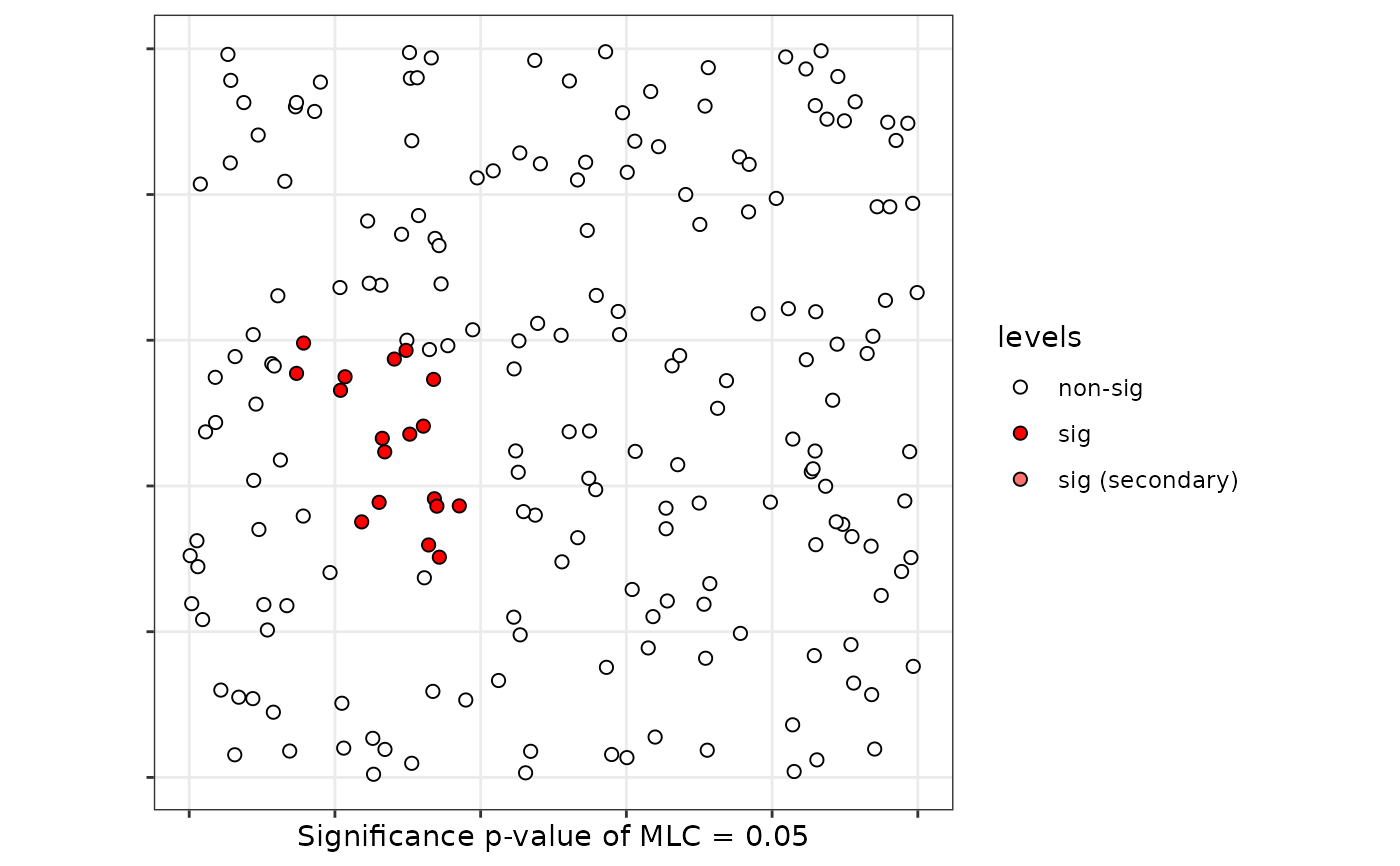 levels
non-sig
sig
sig (secondary)
Significance p-value of MLC = 0.05